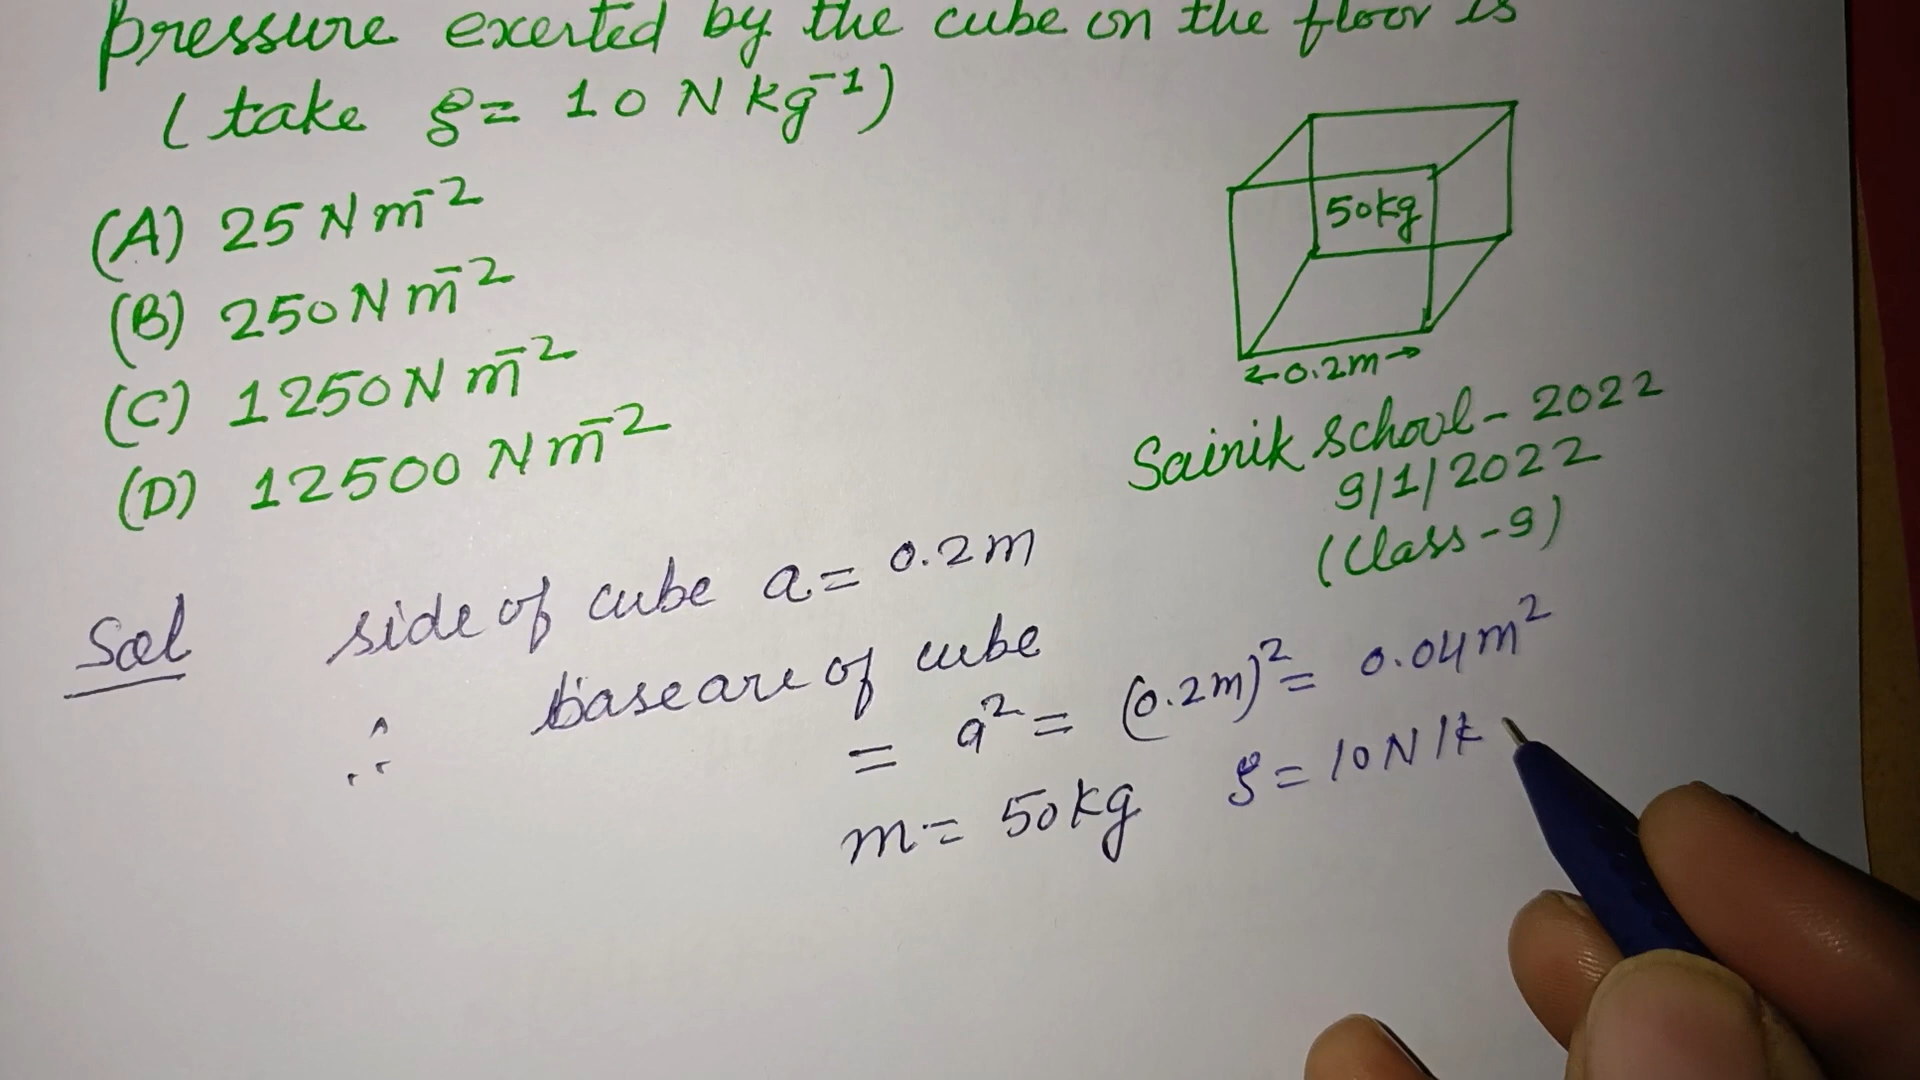 pressure exerted by the cube on the floor is
(take g = 10 N kg⁻¹)
(A) 25 N m⁻²
(B) 250 N m⁻²
(C) 1250 N m⁻²
(D) 12500 N m⁻²
50kg
←0.2m→
Sainik School - 2022
9/1/2022
(Class - 9)
Sol side of cube a = 0.2m
∴ base are of cube
= a² = (0.2m)² = 0.04m²
m = 50kg g = 10N/k